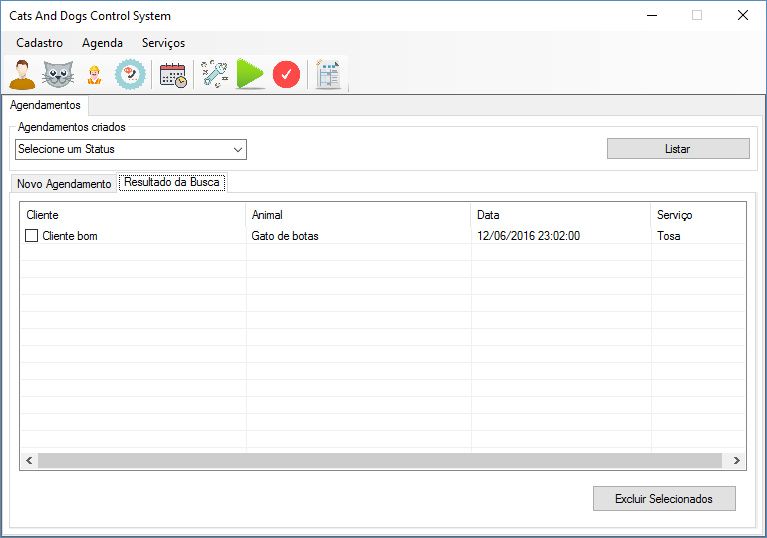 Cats And Dogs Control System
Cadastro Agenda Serviços
Agendamentos
Agendamentos criados
Selecione um Status Listar
Novo Agendamento Resultado da Busca
Cliente Animal Data Serviço
Cliente bom Gato de botas 12/06/2016 23:02:00 Tosa
Excluir Selecionados